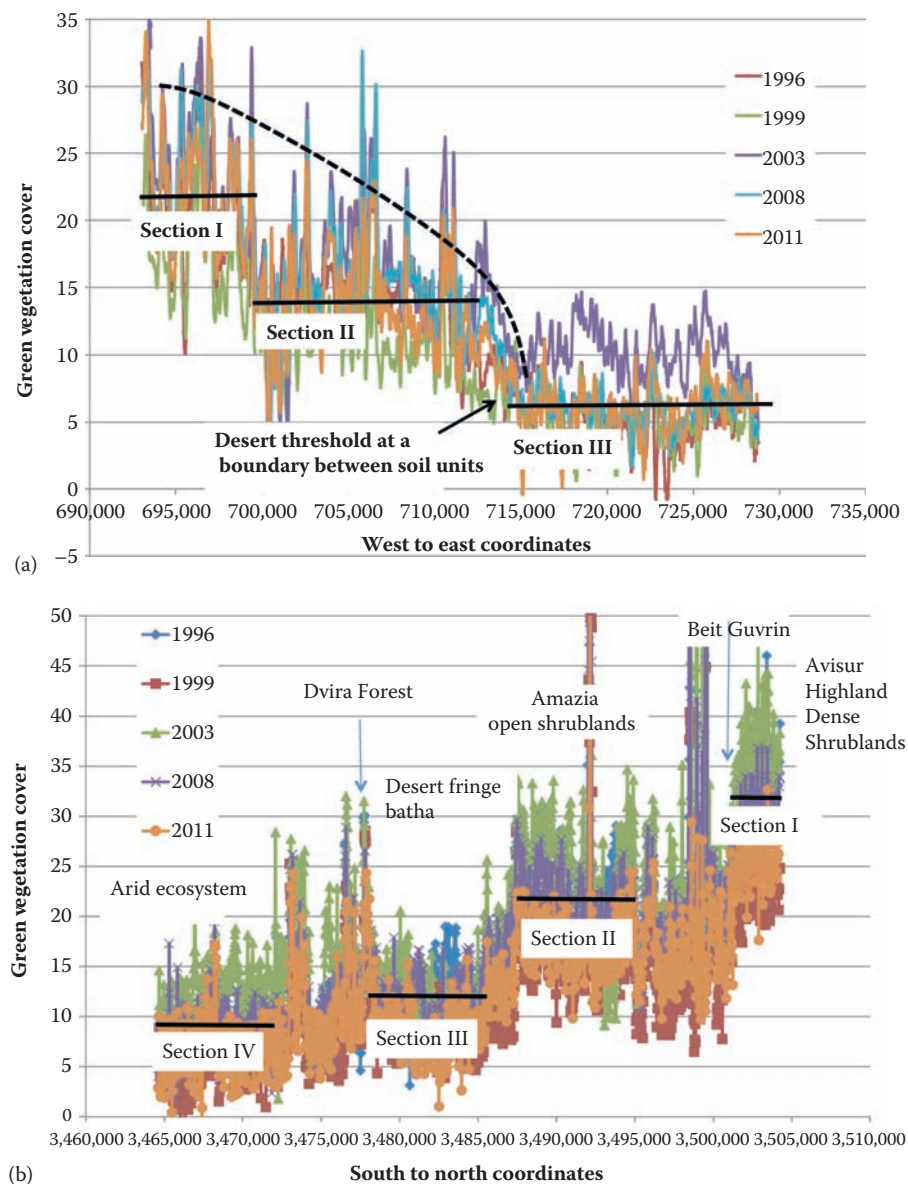 35
30
25
20
15
10
5
0
−5
Green vegetation cover
1996
1999
2003
2008
2011
Section I
Section II
Desert threshold at a
boundary between soil units
Section III
690,000 695,000 700,000 705,000 710,000 715,000 720,000 725,000 730,000 735,000
West to east coordinates
(a)
50
45
40
35
30
25
20
15
10
5
0
Green vegetation cover
1996
1999
2003
2008
2011
Dvira Forest
Desert fringe
batha
Arid ecosystem
Amazia
open shrublands
Beit Guvrin
Avisur
Highland
Dense
Shrublands
Section I
Section II
Section III
Section IV
3,460,000 3,465,000 3,470,000 3,475,000 3,480,000 3,485,000 3,490,000 3,495,000 3,500,000 3,505,000 3,510,000
South to north coordinates
(b)